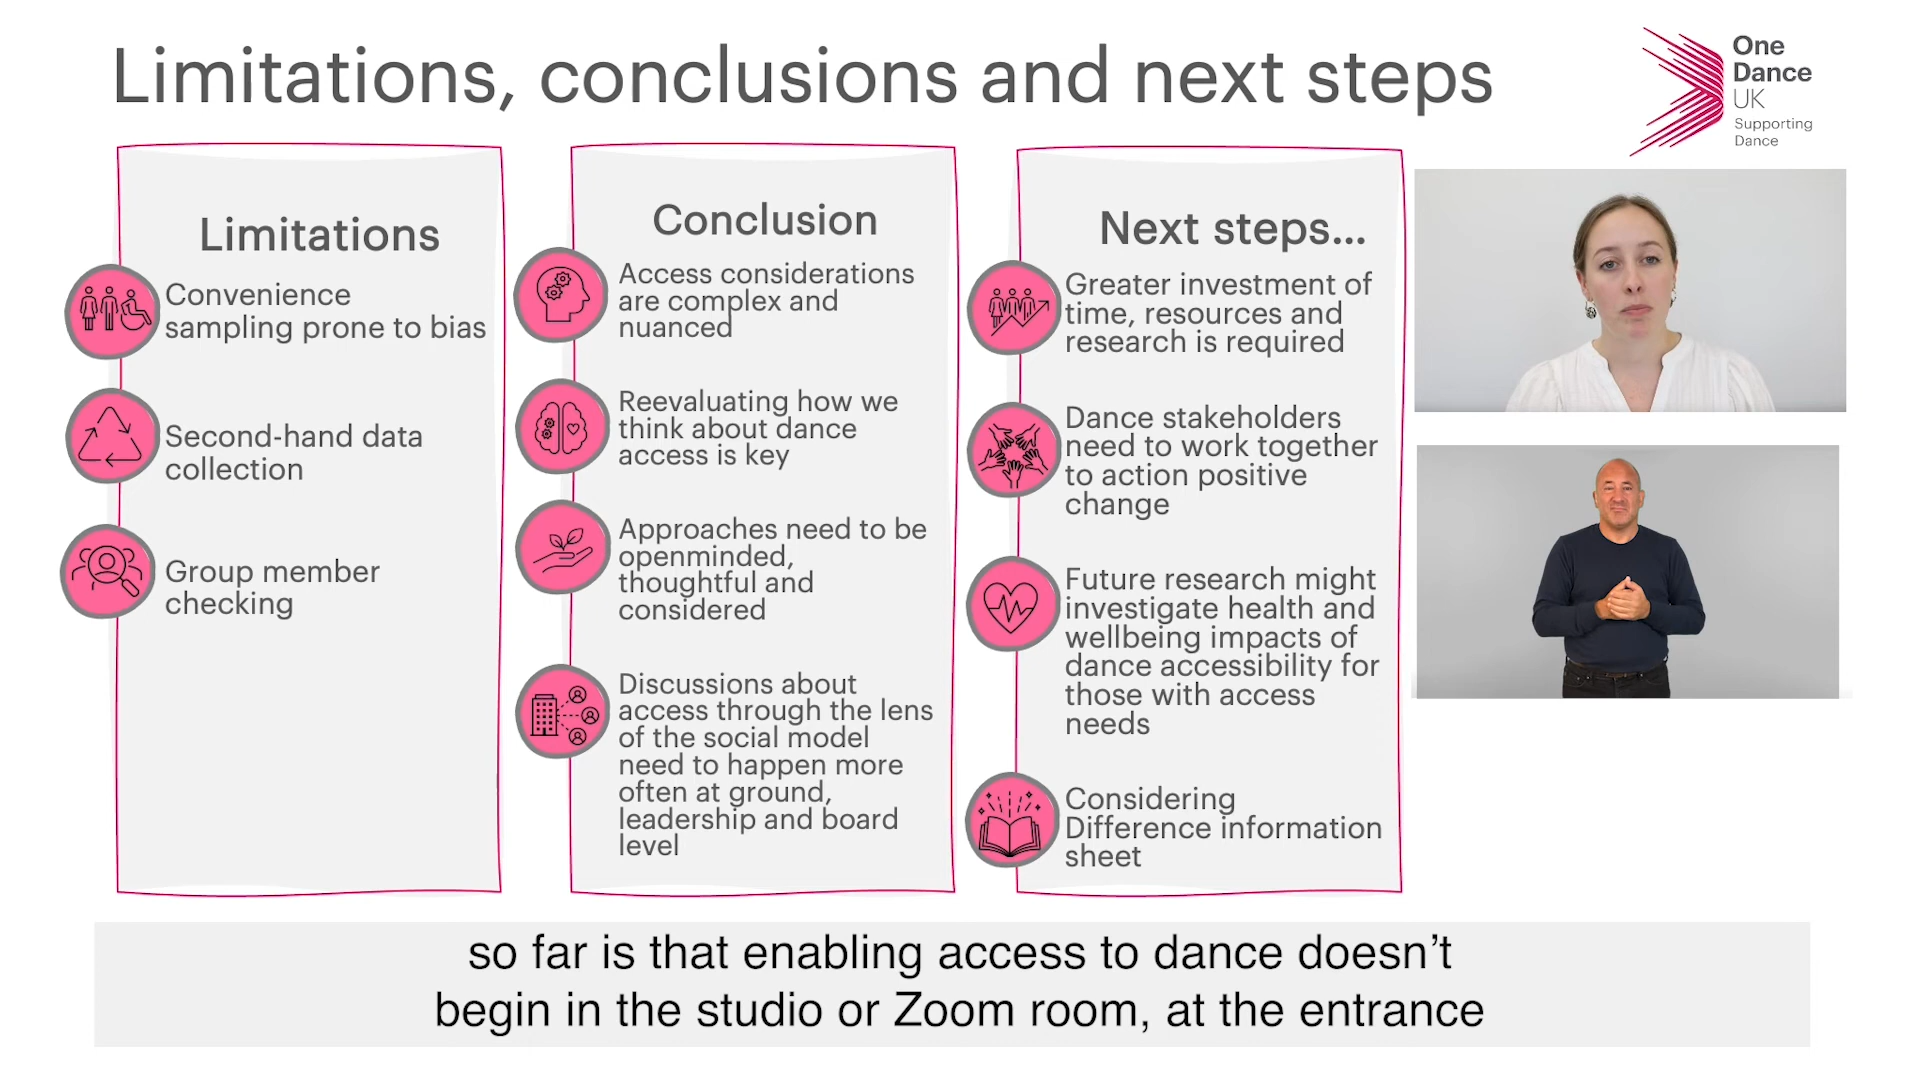 Limitations, conclusions and next steps
One
Dance
UK
Supporting
Dance
Limitations
Convenience
sampling prone to bias
Second-hand data
collection
Group member
checking
Conclusion
Access considerations
are complex and
nuanced
Reevaluating how we
think about dance
access is key
Approaches need to be
openminded,
thoughtful and
considered
Discussions about
access through the lens
of the social model
need to happen more
often at ground,
leadership and board
level
Next steps...
Greater investment of
time, resources and
research is required
Dance stakeholders
need to work together
to action positive
change
Future research might
investigate health and
wellbeing impacts of
dance accessibility for
those with access
needs
Considering
Difference information
sheet
so far is that enabling access to dance doesn’t
begin in the studio or Zoom room, at the entrance